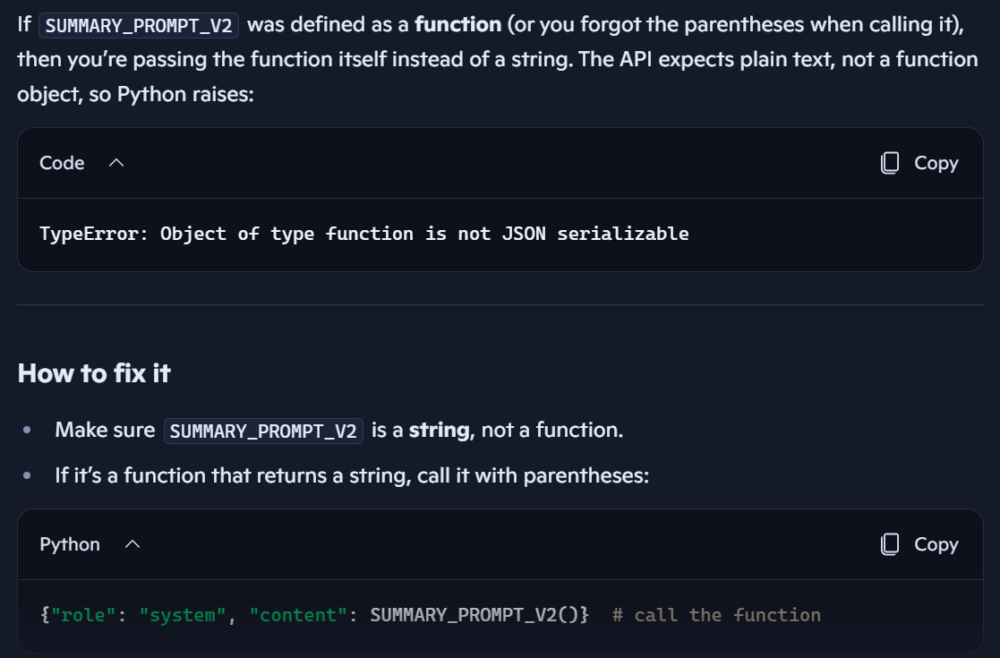 If SUMMARY_PROMPT_V2 was defined as a function (or you forgot the parentheses when calling it),
then you’re passing the function itself instead of a string. The API expects plain text, not a function
object, so Python raises:
Code
Copy
TypeError: Object of type function is not JSON serializable
How to fix it
• Make sure SUMMARY_PROMPT_V2 is a string, not a function.
• If it’s a function that returns a string, call it with parentheses:
Python
Copy
{"role": "system", "content": SUMMARY_PROMPT_V2()}  # call the function